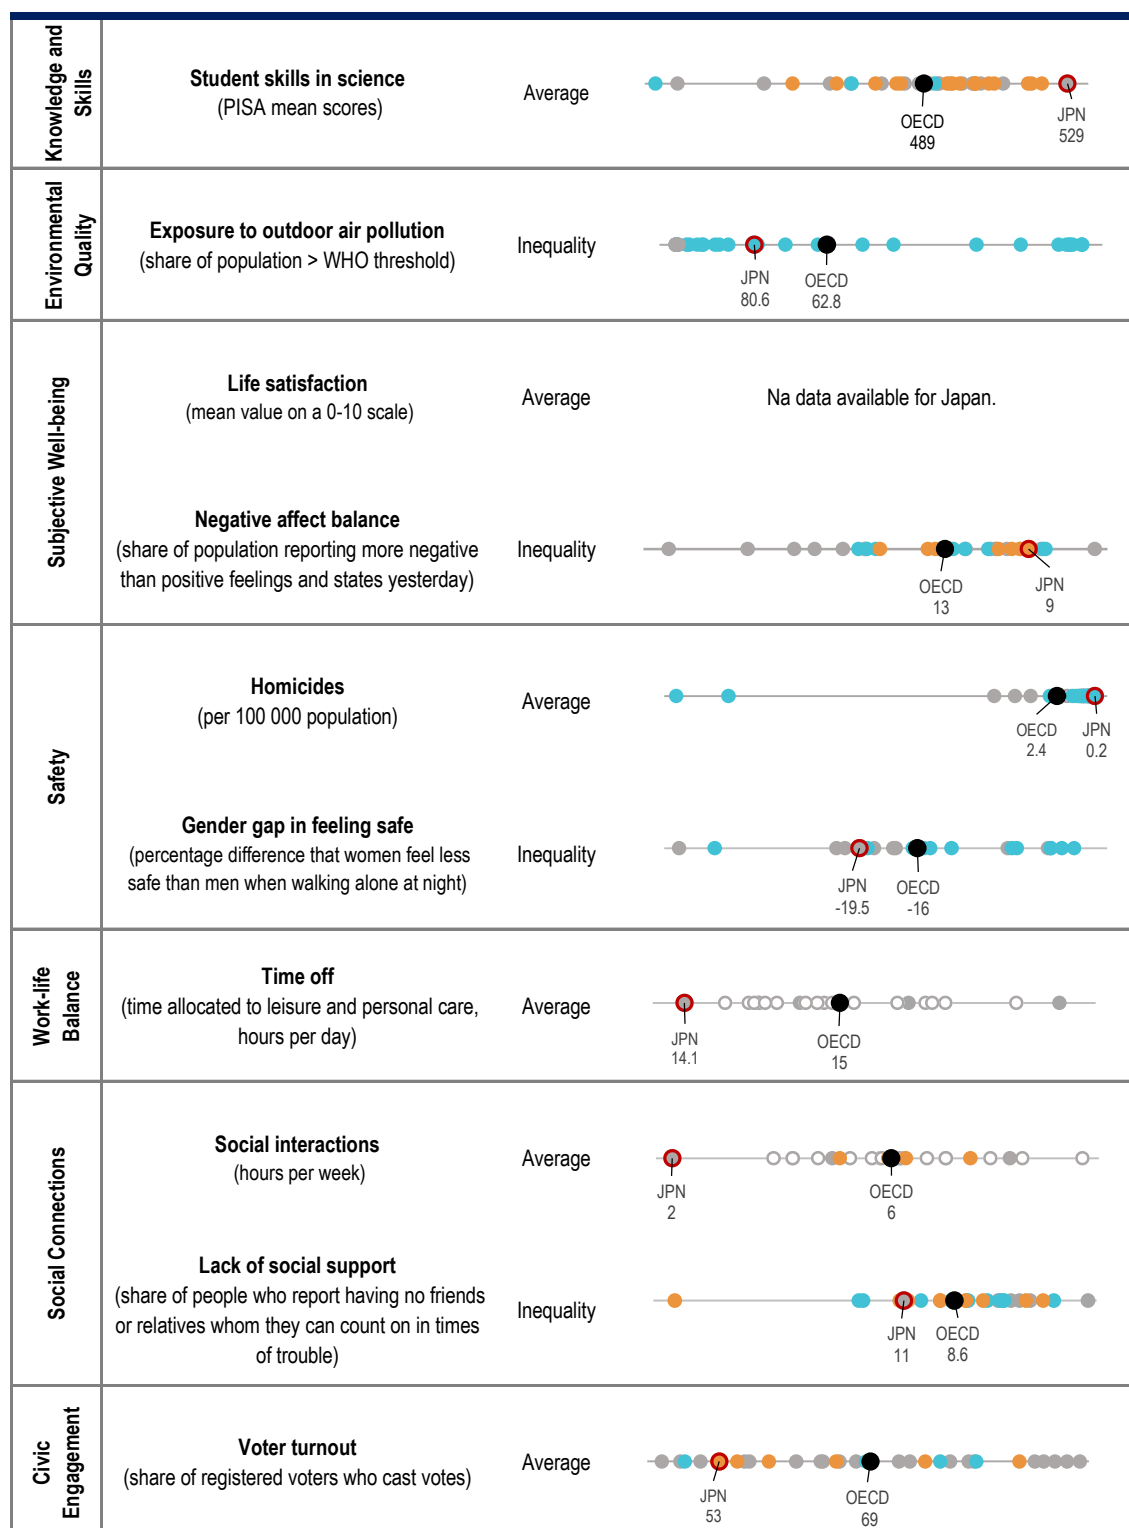 Knowledge and
Skills
Student skills in science
(PISA mean scores)
Average
OECD
489
JPN
529
Environmental
Quality
Exposure to outdoor air pollution
(share of population > WHO threshold)
Inequality
JPN
80.6
OECD
62.8
Subjective Well-being
Life satisfaction
(mean value on a 0-10 scale)
Average
Na data available for Japan.
Negative affect balance
(share of population reporting more negative
than positive feelings and states yesterday)
Inequality
OECD
13
JPN
9
Safety
Homicides
(per 100 000 population)
Average
OECD
2.4
JPN
0.2
Gender gap in feeling safe
(percentage difference that women feel less
safe than men when walking alone at night)
Inequality
JPN
-19.5
OECD
-16
Work-life
Balance
Time off
(time allocated to leisure and personal care,
hours per day)
Average
JPN
14.1
OECD
15
Social Connections
Social interactions
(hours per week)
Average
JPN
2
OECD
6
Lack of social support
(share of people who report having no friends
or relatives whom they can count on in times
of trouble)
Inequality
JPN
11
OECD
8.6
Civic
Engagement
Voter turnout
(share of registered voters who cast votes)
Average
JPN
53
OECD
69